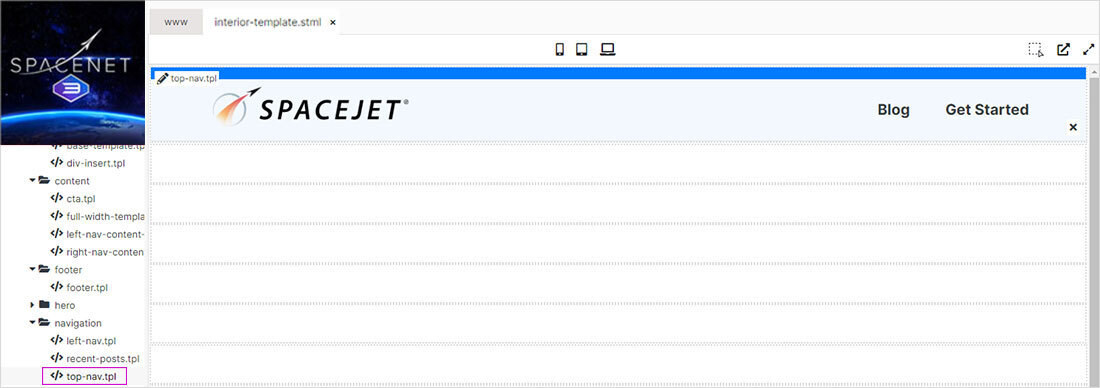 www
interior-template.stml ×
SPACENET
3
top-nav.tpl
SPACEJET®
Blog
Get Started
×
base-template.tp
</> div-insert.tpl
content
</> cta.tpl
</> full-width-templa
</> left-nav-content-
</> right-nav-conten
footer
</> footer.tpl
hero
navigation
</> left-nav.tpl
</> recent-posts.tpl
</> top-nav.tpl